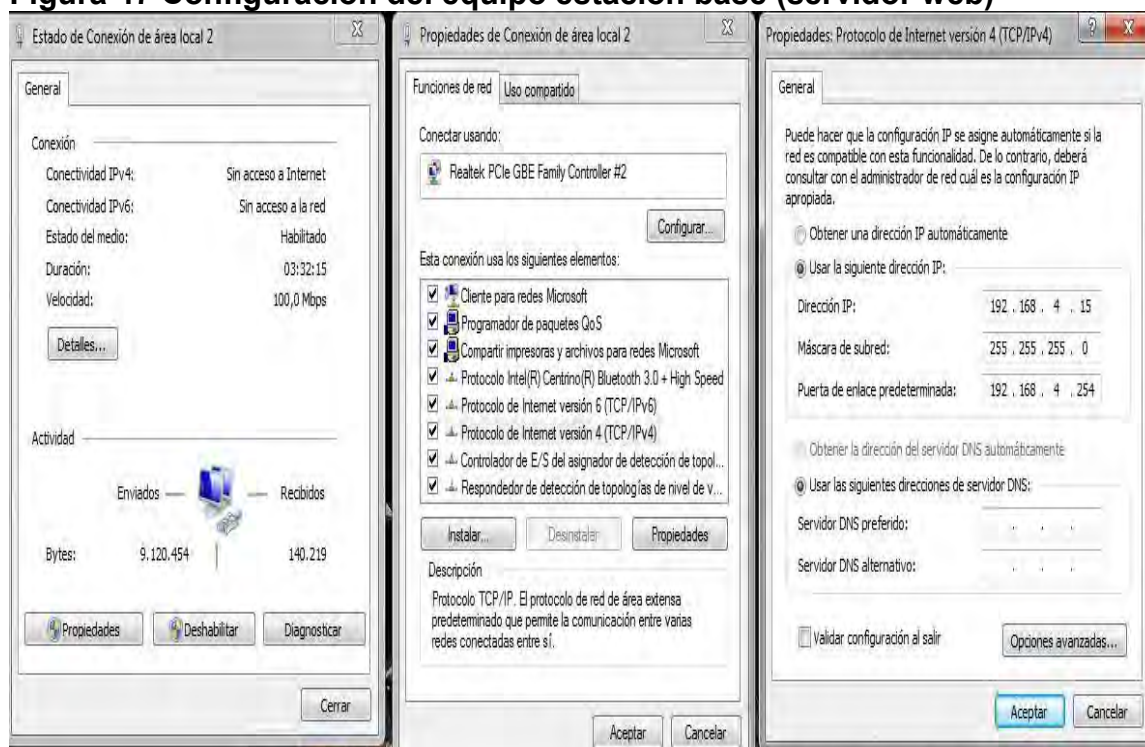 Figura 47 Configuración del equipo estación base (servidor web)
Estado de Conexión de área local 2
General
Conexión
Conectividad IPv4: Sin acceso a Internet
Conectividad IPv6: Sin acceso a la red
Estado del medio: Habilitado
Duración: 03:32:15
Velocidad: 100,0 Mbps
Detalles...
Actividad
Enviados — — Recibidos
Bytes: 9.120.454 140.219
Propiedades Deshabilitar Diagnosticar
Cerrar
Propiedades de Conexión de área local 2
Funciones de red Uso compartido
Conectar usando:
Realtek PCIe GBE Family Controller #2
Configurar...
Esta conexión usa los siguientes elementos:
Cliente para redes Microsoft
Programador de paquetes QoS
Compartir impresoras y archivos para redes Microsoft
Protocolo Intel(R) Centrino(R) Bluetooth 3.0 + High Speed
Protocolo de Internet versión 6 (TCP/IPv6)
Protocolo de Internet versión 4 (TCP/IPv4)
Controlador de E/S del asignador de detección de topol...
Respondedor de detección de topologías de nivel de v...
Instalar... Desinstalar Propiedades
Descripción
Protocolo TCP/IP. El protocolo de red de área extensa
predeterminado que permite la comunicación entre varias
redes conectadas entre sí.
Aceptar Cancelar
Propiedades: Protocolo de Internet versión 4 (TCP/IPv4)
General
Puede hacer que la configuración IP se asigne automáticamente si la
red es compatible con esta funcionalidad. De lo contrario, deberá
consultar con el administrador de red cuál es la configuración IP
apropiada.
Obtener una dirección IP automáticamente
Usar la siguiente dirección IP:
Dirección IP: 192 . 168 . 4 . 15
Máscara de subred: 255 . 255 . 255 . 0
Puerta de enlace predeterminada: 192 . 168 . 4 . 254
Obtener la dirección del servidor DNS automáticamente
Usar las siguientes direcciones de servidor DNS:
Servidor DNS preferido: . . .
Servidor DNS alternativo: . . .
Validar configuración al salir Opciones avanzadas...
Aceptar Cancelar